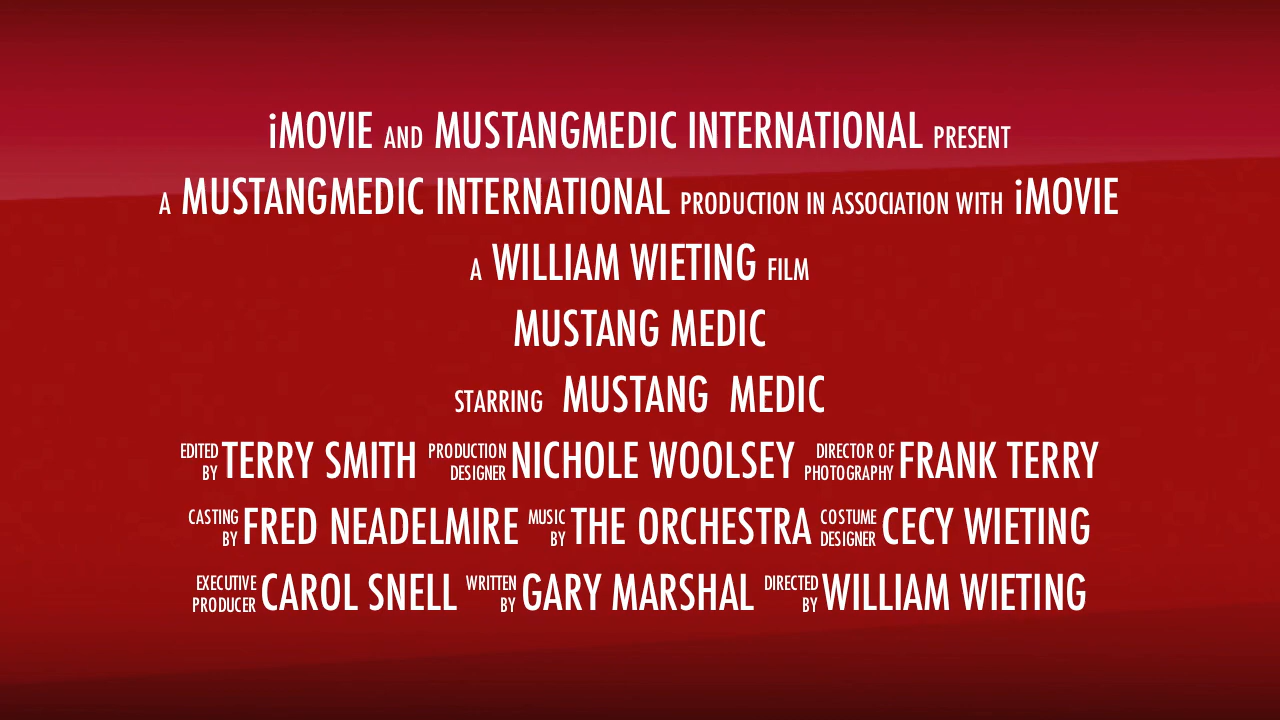 iMOVIE AND MUSTANGMEDIC INTERNATIONAL PRESENT
A MUSTANGMEDIC INTERNATIONAL PRODUCTION IN ASSOCIATION WITH iMOVIE
A WILLIAM WIETING FILM
MUSTANG MEDIC
STARRING MUSTANG MEDIC
EDITED BY TERRY SMITH PRODUCTION DESIGNER NICHOLE WOOLSEY DIRECTOR OF PHOTOGRAPHY FRANK TERRY
CASTING BY FRED NEADELMIRE MUSIC BY THE ORCHESTRA COSTUME DESIGNER CECY WIETING
EXECUTIVE PRODUCER CAROL SNELL WRITTEN BY GARY MARSHAL DIRECTED BY WILLIAM WIETING